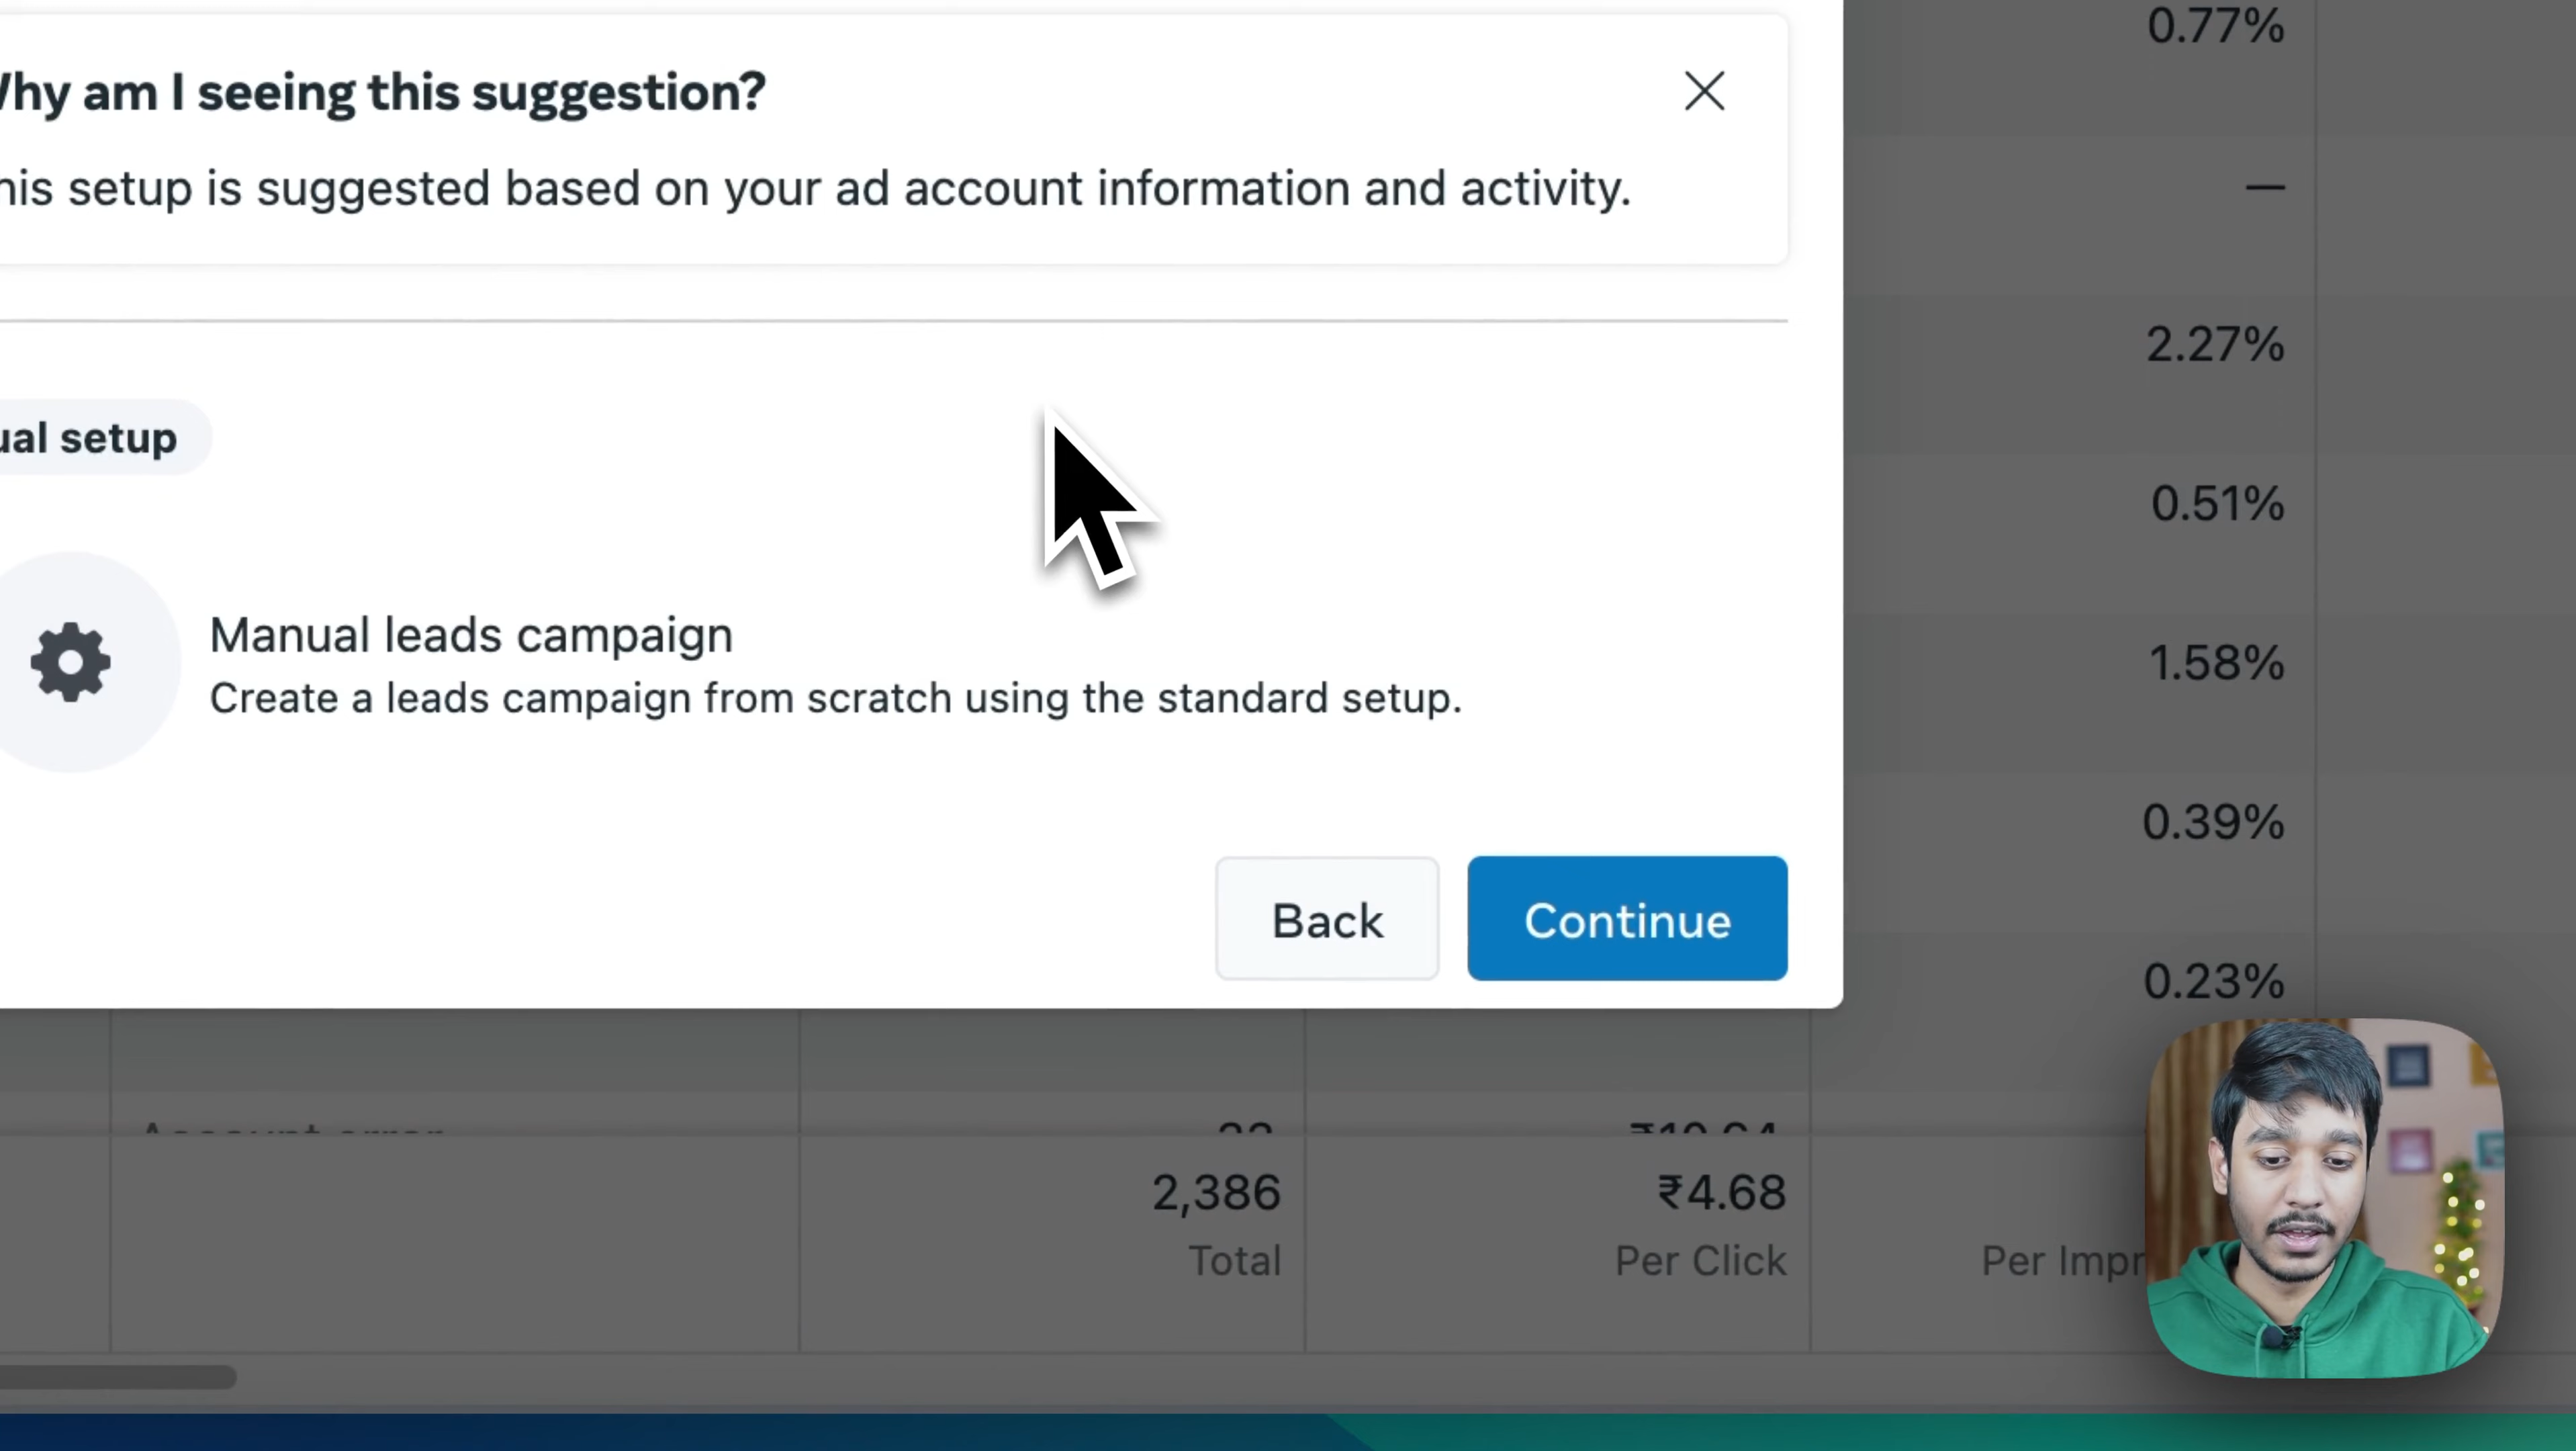 Why am I seeing this suggestion?
0.77%
This setup is suggested based on your ad account information and activity.
—
2.27%
ual setup
0.51%
Manual leads campaign
Create a leads campaign from scratch using the standard setup.
1.58%
0.39%
Back
Continue
0.23%
2,386
₹4.68
Total
Per Click
Per Impr